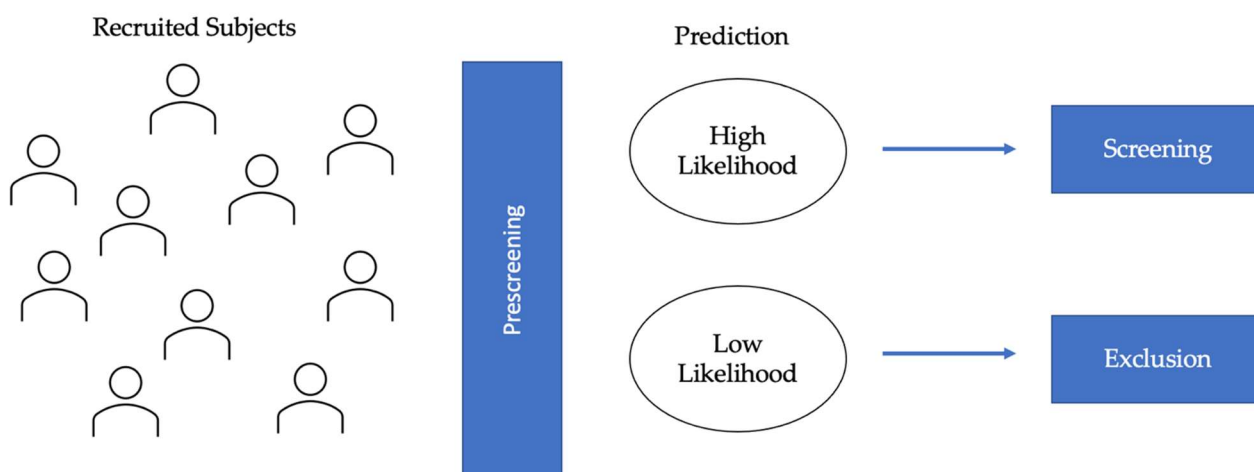 Recruited Subjects
Prescreening
Prediction
High
Likelihood
Screening
Low
Likelihood
Exclusion